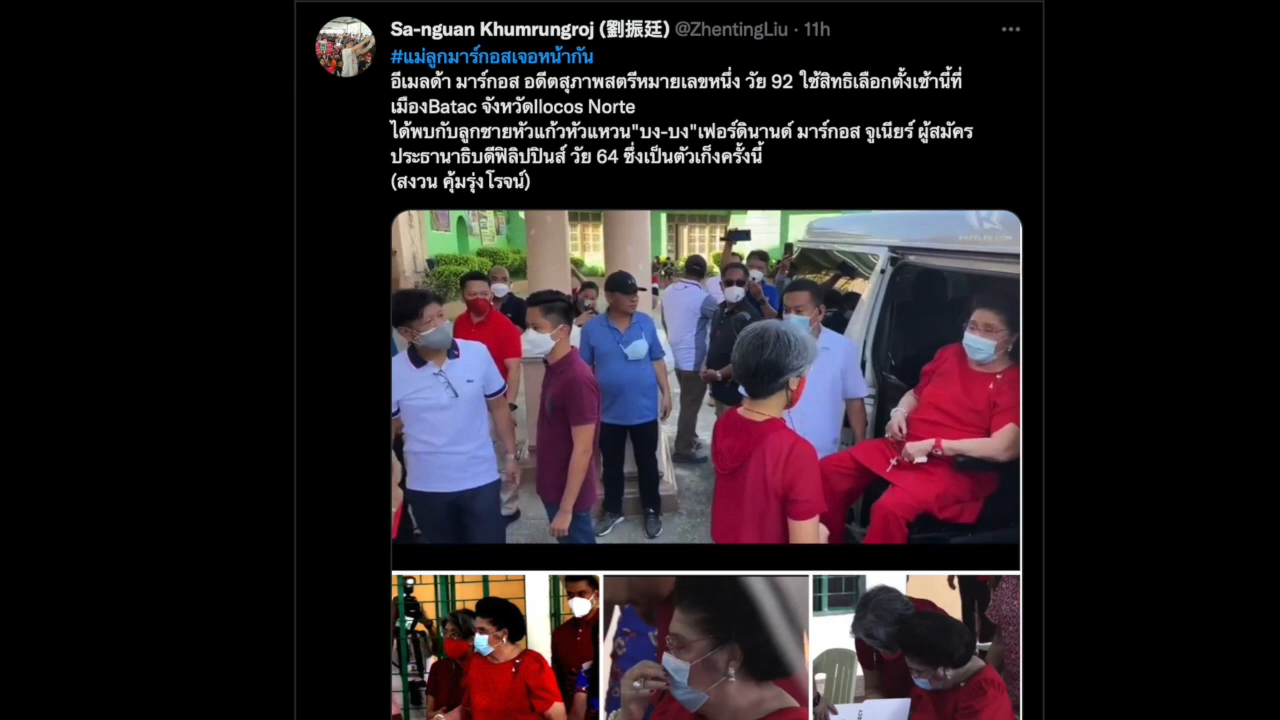 Sa-nguan Khumrungroj (劉振廷) @ZhentingLiu · 11h
#แม่ลูกมาร์กอสเจอหน้ากัน
อีเมลด้า มาร์กอส อดีตสุภาพสตรีหมายเลขหนึ่ง วัย 92 ใช้สิทธิเลือกตั้งเช้านี้ที่
เมืองBatac จังหวัดIlocos Norte
ได้พบกับลูกชายหัวแก้วหัวแหวน"บง-บง"เฟอร์ดินานด์ มาร์กอส จูเนียร์ ผู้สมัคร
ประธานาธิบดีฟิลิปปินส์ วัย 64 ซึ่งเป็นตัวเก็งครั้งนี้
(สงวน คุ้มรุ่งโรจน์)
RAPPLER.COM